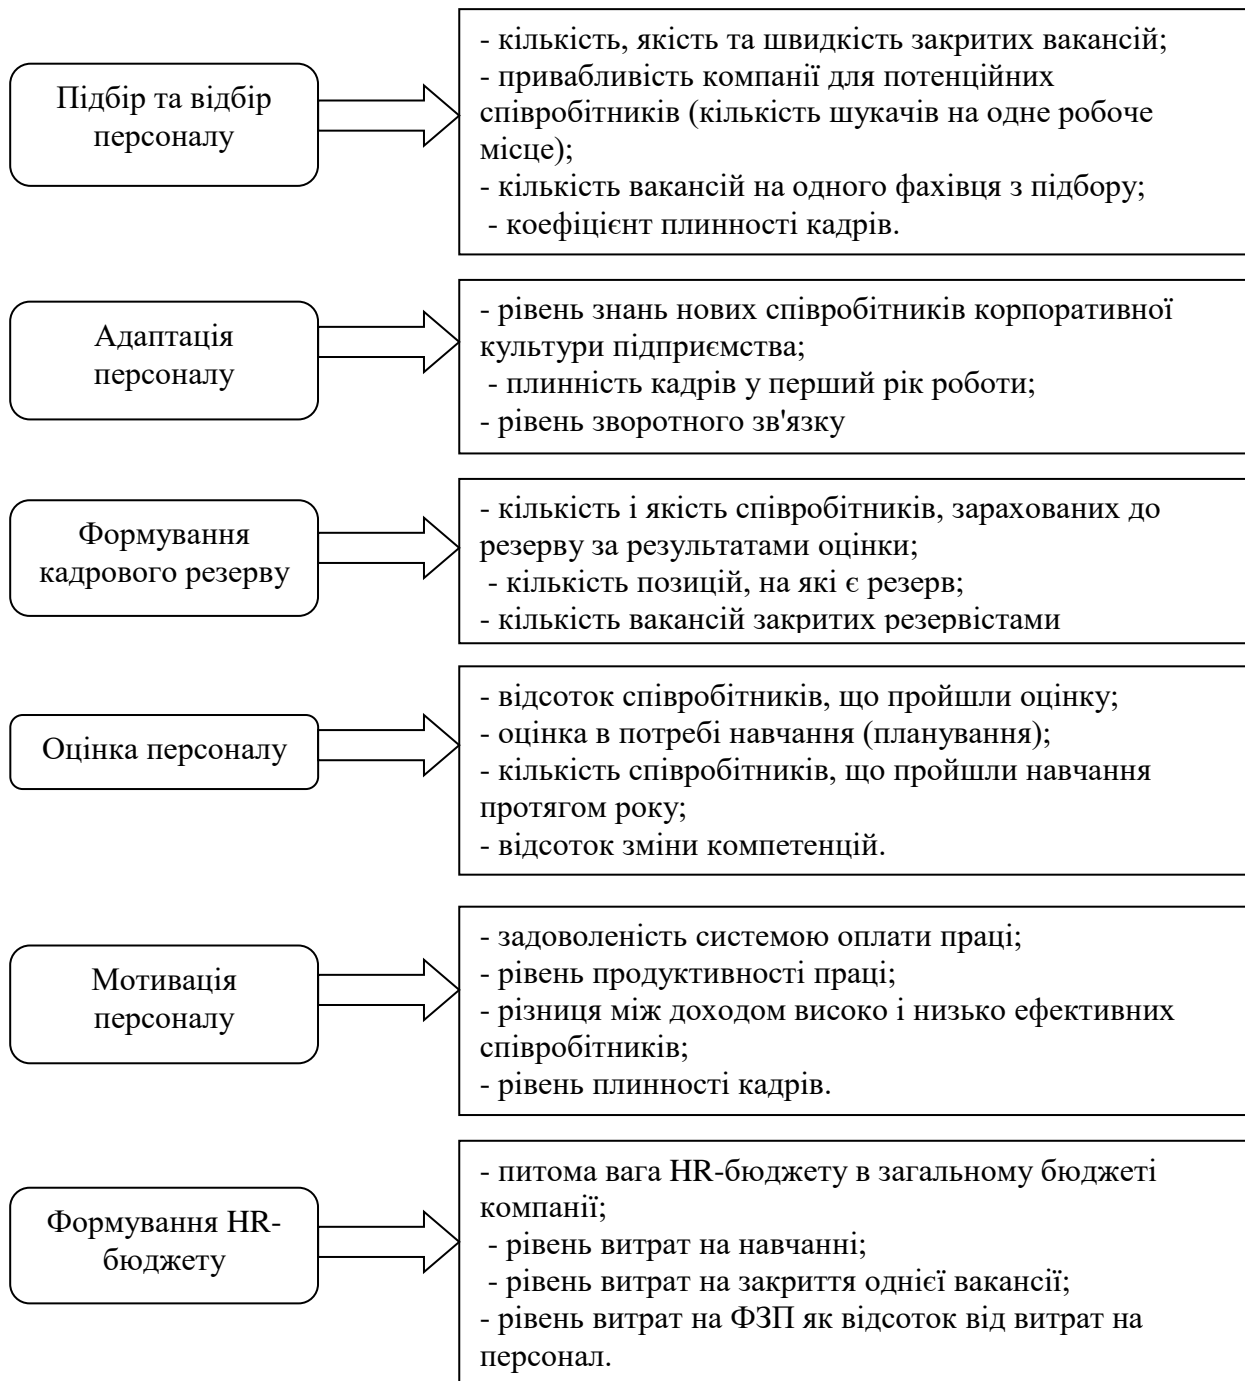 Підбір та відбір
персоналу
- кількість, якість та швидкість закритих вакансій;
- привабливість компанії для потенційних
співробітників (кількість шукачів на одне робоче
місце);
- кількість вакансій на одного фахівця з підбору;
- коефіцієнт плинності кадрів.
Адаптація
персоналу
- рівень знань нових співробітників корпоративної
культури підприємства;
- плинність кадрів у перший рік роботи;
- рівень зворотного зв'язку
Формування
кадрового резерву
- кількість і якість співробітників, зарахованих до
резерву за результатами оцінки;
- кількість позицій, на які є резерв;
- кількість вакансій закритих резервістами
Оцінка персоналу
- відсоток співробітників, що пройшли оцінку;
- оцінка в потребі навчання (планування);
- кількість співробітників, що пройшли навчання
протягом року;
- відсоток зміни компетенцій.
Мотивація
персоналу
- задоволеність системою оплати праці;
- рівень продуктивності праці;
- різниця між доходом високо і низько ефективних
співробітників;
- рівень плинності кадрів.
Формування HR-
бюджету
- питома вага HR-бюджету в загальному бюджеті
компанії;
- рівень витрат на навчанні;
- рівень витрат на закриття однієї вакансії;
- рівень витрат на ФЗП як відсоток від витрат на
персонал.